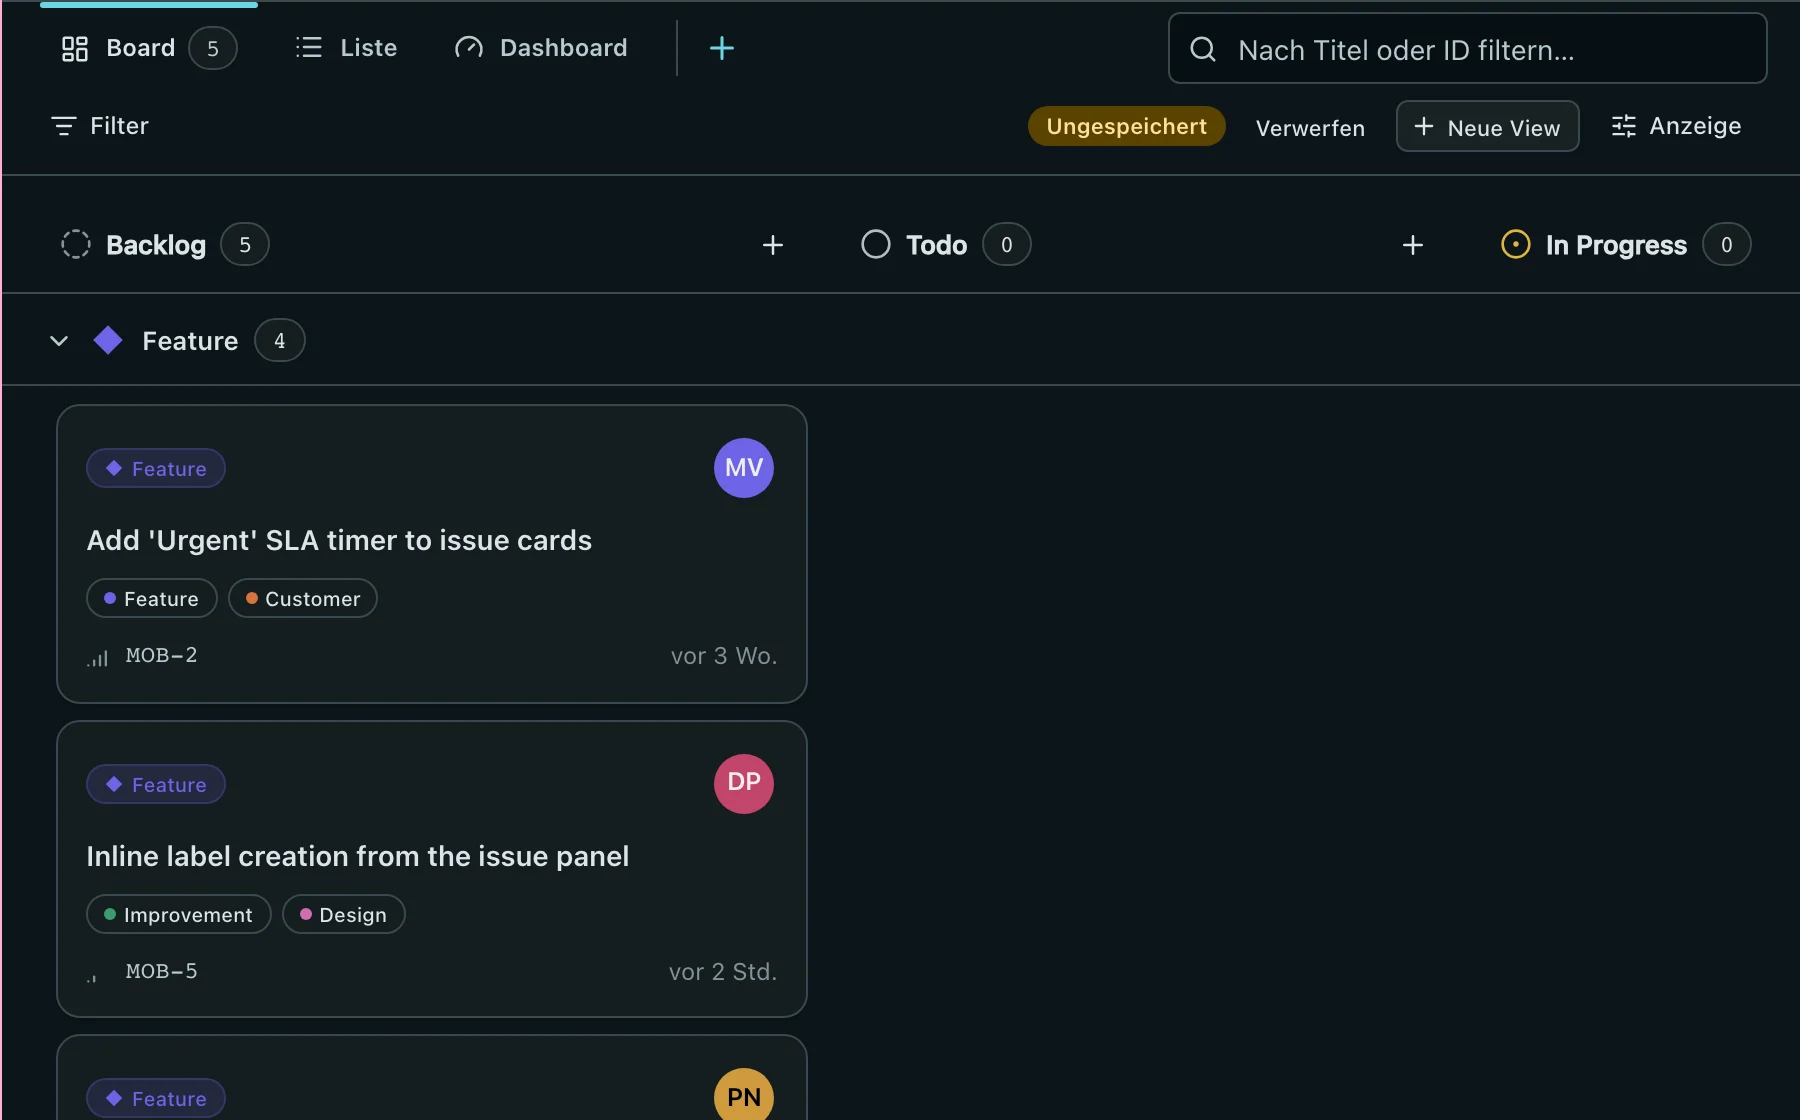 Board 5 Liste Dashboard
Nach Titel oder ID filtern...
Filter
Ungespeichert Verwerfen Neue View Anzeige
Backlog 5 Todo 0 In Progress 0
Feature 4
Feature MV
Add 'Urgent' SLA timer to issue cards
Feature Customer
MOB-2 vor 3 Wo.
Feature DP
Inline label creation from the issue panel
Improvement Design
MOB-5 vor 2 Std.
Feature PN